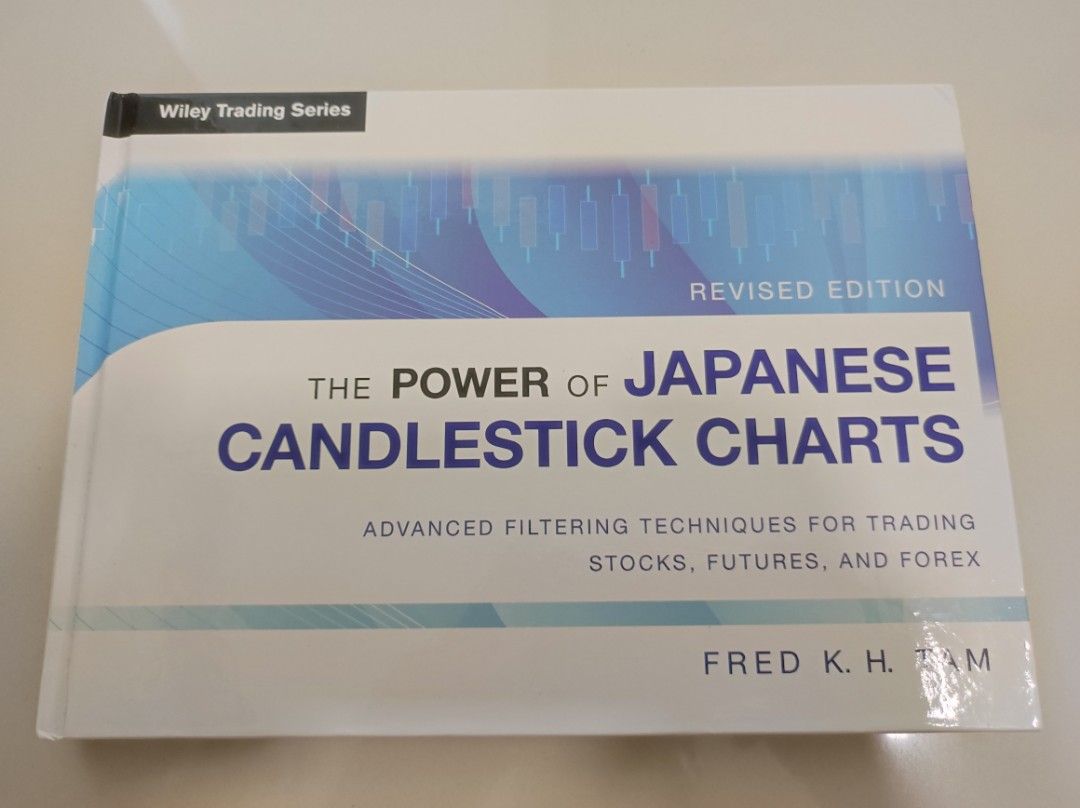 Wiley Trading Series
REVISED EDITION
THE POWER OF JAPANESE
CANDLESTICK CHARTS
ADVANCED FILTERING TECHNIQUES FOR TRADING
STOCKS, FUTURES, AND FOREX
FRED K. H. TAM